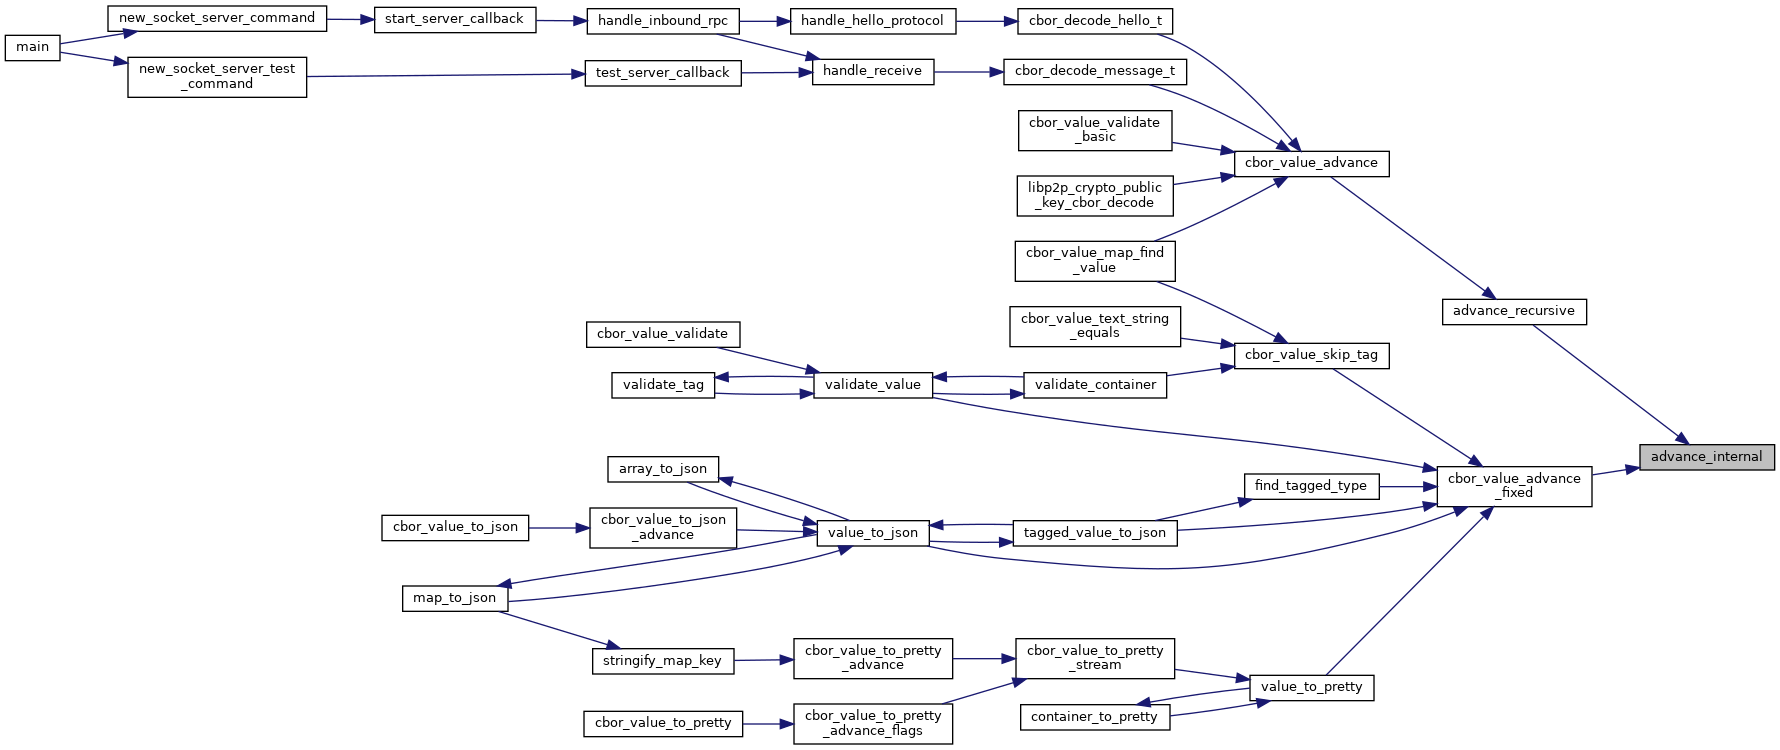 new_socket_server_command
start_server_callback
handle_inbound_rpc
handle_hello_protocol
cbor_decode_hello_t
main
new_socket_server_test
_command
test_server_callback
handle_receive
cbor_decode_message_t
cbor_value_validate
_basic
cbor_value_advance
libp2p_crypto_public
_key_cbor_decode
cbor_value_map_find
_value
advance_recursive
cbor_value_text_string
_equals
cbor_value_validate
cbor_value_skip_tag
validate_tag
validate_value
validate_container
advance_internal
array_to_json
cbor_value_advance
_fixed
find_tagged_type
cbor_value_to_json
cbor_value_to_json
_advance
value_to_json
tagged_value_to_json
map_to_json
stringify_map_key
cbor_value_to_pretty
_advance
cbor_value_to_pretty
_stream
value_to_pretty
cbor_value_to_pretty
cbor_value_to_pretty
_advance_flags
container_to_pretty